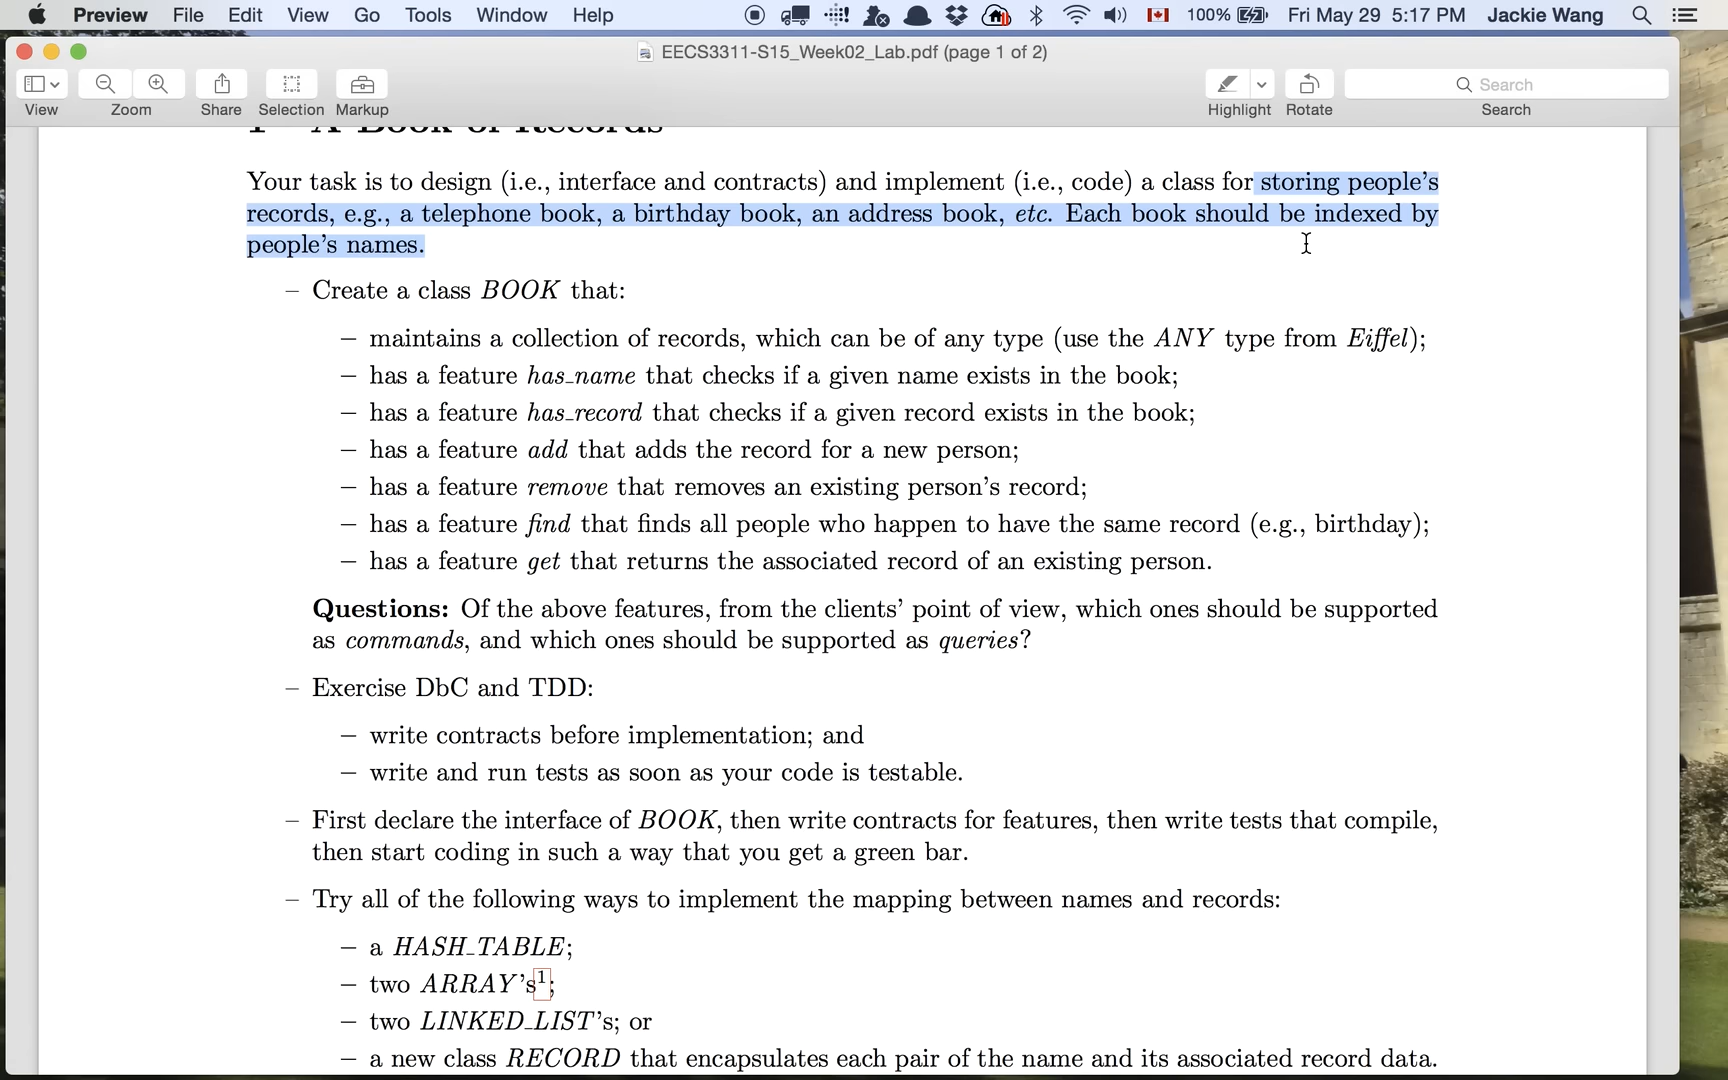 Preview File Edit View Go Tools Window Help 100% Fri May 29 5:17 PM Jackie Wang
EECS3311-S15_Week02_Lab.pdf (page 1 of 2)
Search
View Zoom Share Selection Markup Highlight Rotate Search
1 A Book of Records
Your task is to design (i.e., interface and contracts) and implement (i.e., code) a class for storing people's
records, e.g., a telephone book, a birthday book, an address book, etc. Each book should be indexed by
people's names.
– Create a class BOOK that:
– maintains a collection of records, which can be of any type (use the ANY type from Eiffel);
– has a feature has_name that checks if a given name exists in the book;
– has a feature has_record that checks if a given record exists in the book;
– has a feature add that adds the record for a new person;
– has a feature remove that removes an existing person's record;
– has a feature find that finds all people who happen to have the same record (e.g., birthday);
– has a feature get that returns the associated record of an existing person.
Questions: Of the above features, from the clients' point of view, which ones should be supported
as commands, and which ones should be supported as queries?
– Exercise DbC and TDD:
– write contracts before implementation; and
– write and run tests as soon as your code is testable.
– First declare the interface of BOOK, then write contracts for features, then write tests that compile,
then start coding in such a way that you get a green bar.
– Try all of the following ways to implement the mapping between names and records:
– a HASH_TABLE;
– two ARRAY's¹;
– two LINKED_LIST's; or
– a new class RECORD that encapsulates each pair of the name and its associated record data.